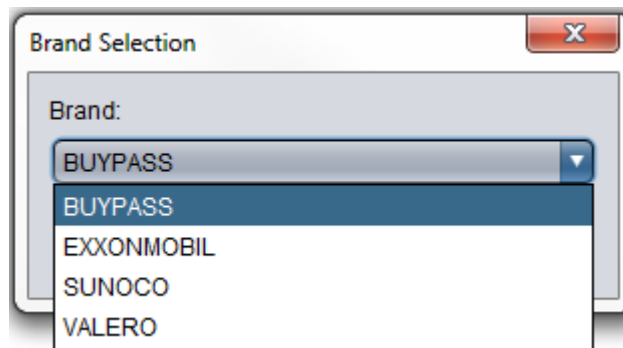 Brand Selection
Brand:
BUYPASS
BUYPASS
EXXONMOBIL
SUNOCO
VALERO